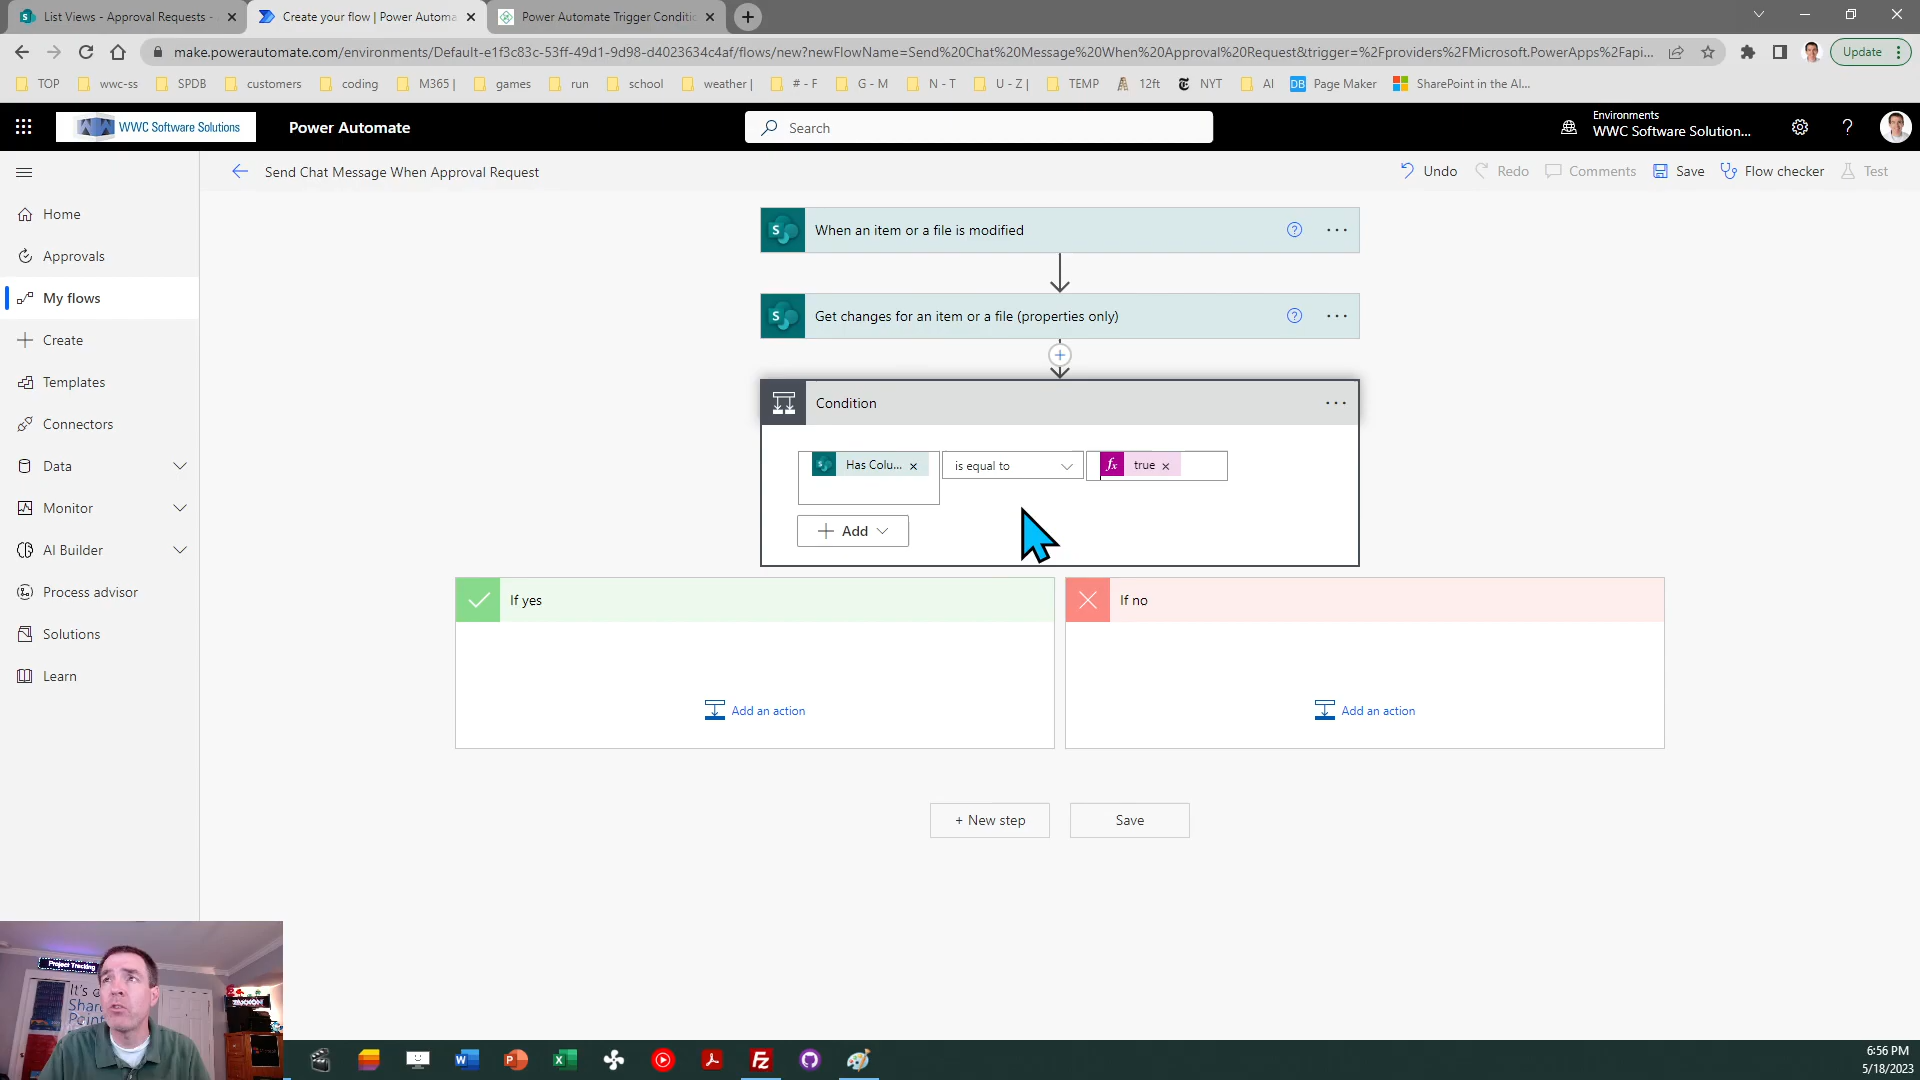 List Views - Approval Requests -
Create your flow | Power Automa
Power Automate Trigger Conditi
make.powerautomate.com/environments/Default-e1f3c83c-53ff-49d1-9d98-d4023634c4af/flows/new?newFlowName=Send%20Chat%20Message%20When%20Approval%20Request&trigger=%2Fproviders%2FMicrosoft.PowerApps%2Fapi...
Update
TOP
wwc-ss
SPDB
customers
coding
M365 |
games
run
school
weather |
# - F
G - M
N - T
U - Z |
TEMP
12ft
NYT
AI
DB
Page Maker
SharePoint in the AI...
WWC Software Solutions
Power Automate
Search
Environments
WWC Software Solution...
Send Chat Message When Approval Request
Undo
Redo
Comments
Save
Flow checker
Test
Home
Approvals
My flows
Create
Templates
Connectors
Data
Monitor
AI Builder
Process advisor
Solutions
Learn
When an item or a file is modified
Get changes for an item or a file (properties only)
Condition
Has Colu...
is equal to
fx true
Add
If yes
If no
Add an action
Add an action
+ New step
Save
Project Tracking
It's
Share
Point
6:56 PM
5/18/2023